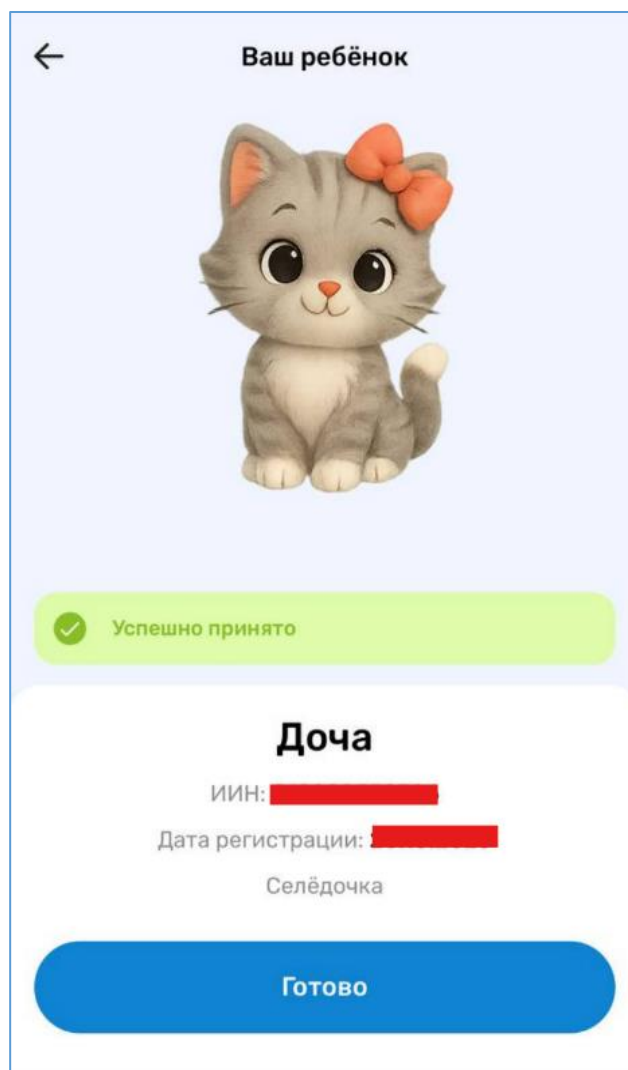 Ваш ребёнок
Успешно принято
Доча
ИИН:
Дата регистрации:
Селёдочка
Готово